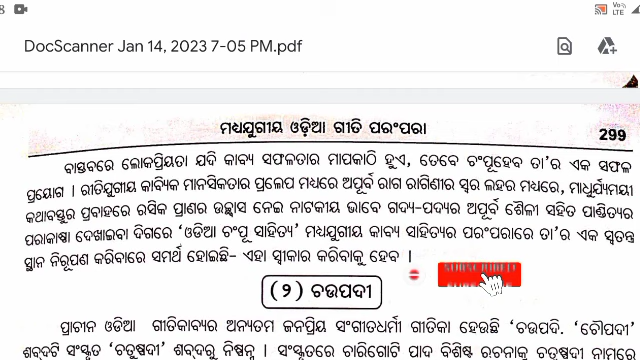 DocScanner Jan 14, 2023 7-05 PM.pdf
ମଧ୍ୟଯୁଗୀୟ ଓଡ଼ିଆ ଗୀତି ପରଂପରା
299
ବାସ୍ତବରେ ଲୋକପ୍ରିୟତା ଯଦି କାବ୍ୟ ସଫଳତାର ମାପକାଠି ହୁଏ, ତେବେ ଚଂପୂହେବ ତା'ର ଏକ ସଫଳ
ପ୍ରୟୋଗ । ରୀତିଯୁଗୀୟ କାବ୍ୟିକ ମାନସିକତାର ପ୍ରଲେପ ମଧ୍ୟରେ ଅପୂର୍ବ ରାଗ ରାଗିଣୀର ସ୍ୱର ଲହର ମଧ୍ୟରେ, ମାଧୁର୍ଯ୍ୟମୟୀ
କଥାବସ୍ତୁର ପ୍ରବାହରେ ରସିକ ପ୍ରାଣର ଉଚ୍ଛ୍ୱାସ ନେଇ ନାଟକୀୟ ଭାବେ ଗଦ୍ୟ-ପଦ୍ୟର ଅପୂର୍ବ ଶୈଳୀ ସହିତ ପାଣ୍ଡିତ୍ୟର
ପରାକାଷ୍ଠା ଦେଖାଇବା ଦିଗରେ 'ଓଡିଆ ଚଂପୂ ସାହିତ୍ୟ' ମଧ୍ୟଯୁଗୀୟ କାବ୍ୟ ସାହିତ୍ୟର ପରଂପରାରେ ତା'ର ଏକ ସ୍ୱତନ୍ତ୍ର
ସ୍ଥାନ ନିରୂପଣ କରିବାରେ ସମର୍ଥ ହୋଇଛି- ଏହା ସ୍ୱୀକାର କରିବାକୁ ହେବ ।
(୨) ଚଉପଦୀ
ପ୍ରାଚୀନ ଓଡିଆ ଗୀତିକାବ୍ୟର ଅନ୍ୟତମ ଜନପ୍ରିୟ ସଂଗୀତଧର୍ମୀ ଗୀତିକା ହେଉଛି 'ଚଉପଦି. 'ଚୌପଦୀ'
ଶବ୍ଦଟି ସଂସ୍କୃତ 'ଚତୁଷ୍ପଦୀ' ଶବ୍ଦରୁ ନିଷ୍ପନ୍ନ । ସଂସ୍କୃତରେ ଚାରିଗୋଟି ପାଦ ବିଶିଷ୍ଟ ରଚନାକୁ ଚତୁଷ୍ପଦୀ ନାମରେ